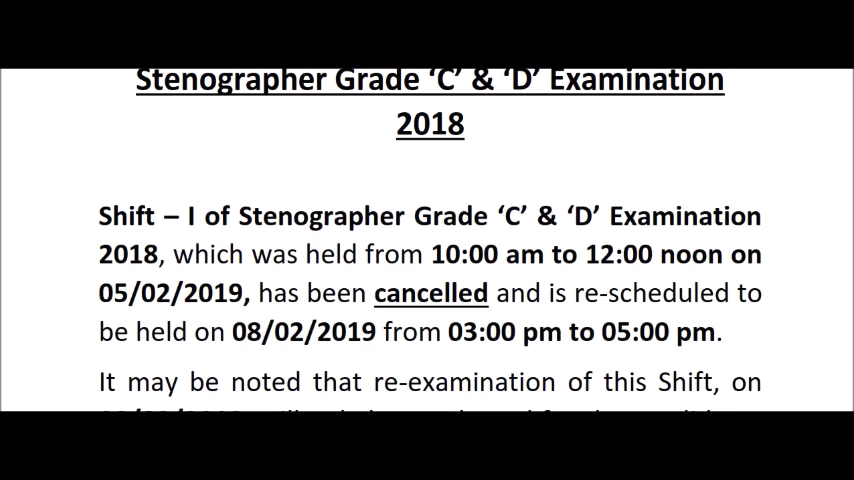 Stenographer Grade ‘C’ & ‘D’ Examination
2018
Shift – I of Stenographer Grade ‘C’ & ‘D’ Examination
2018, which was held from 10:00 am to 12:00 noon on
05/02/2019, has been cancelled and is re-scheduled to
be held on 08/02/2019 from 03:00 pm to 05:00 pm.
It may be noted that re-examination of this Shift, on